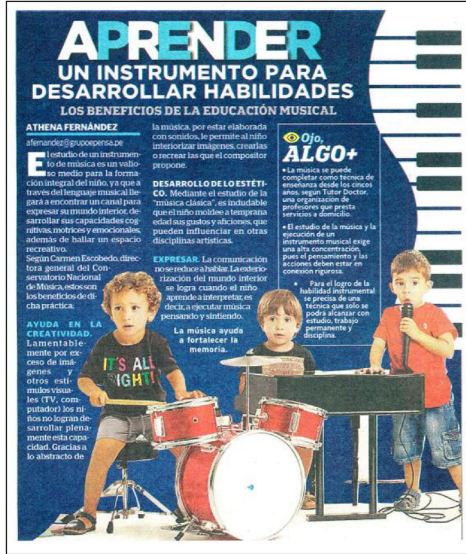 APRENDER
UN INSTRUMENTO PARA
DESARROLLAR HABILIDADES
LOS BENEFICIOS DE LA EDUCACIÓN MUSICAL
ATHENA FERNÁNDEZ
afernandez@grupoepensa.pe
El estudio de un instrumen-
to de música es un valio-
so medio para la forma-
ción integral del niño, ya que a
través del lenguaje musical lle-
gará a encontrar un canal para
expresar su mundo interior, de-
sarrollar sus capacidades cog-
nitivas, motrices y emocionales,
además de hallar un espacio
recreativo.
Según Carmen Escobedo, direc-
tora general del Conservatorio Nacional
de Música, estos son
los beneficios de di-
cha práctica.
AYUDA EN LA
CREATIVIDAD.
Lamentable-
mente por ex-
ceso de imá-
genes y
otros estí-
mulos visua-
les (TV, com-
putador) los ni-
ños no logran de-
sarrollar plena-
mente esta capa-
cidad. Gracias a
lo abstracto de
la música, por estar elaborada
con sonidos, le permite al niño
interiorizar imágenes, crearlas
o recrear las que el compositor
propone.
DESARROLLO DE LO ESTÉTI-
CO. Mediante el estudio de la
"música clásica", es indudable
que el niño moldee a temprana
edad sus gustos y aficiones, que
pueden influenciar en otras
disciplinas artísticas.
EXPRESAR. La comunicación
no se reduce a hablar. La exterio-
rización del mundo interior
se logra cuando el niño
aprende a interpretar, es
decir, a ejecutar música
pensando y sintiendo.
La música ayuda
a fortalecer la
memoria.
Ojo,
ALGO+
• La música se puede
completar como técnica de
enseñanza desde los cinco
años, según Tutor Doctor,
una organización de
profesores que presta
servicios a domicilio.
• El estudio de la música y la
ejecución de un
instrumento musical exige
una alta concentración,
pues el pensamiento y las
acciones deben estar en
conexión rigurosa.
• Para el logro de la
habilidad instrumental
se precisa de una
técnica que solo se
podrá alcanzar con
estudio, trabajo
permanente y
disciplina.
IT'S ALL
RIGHT!